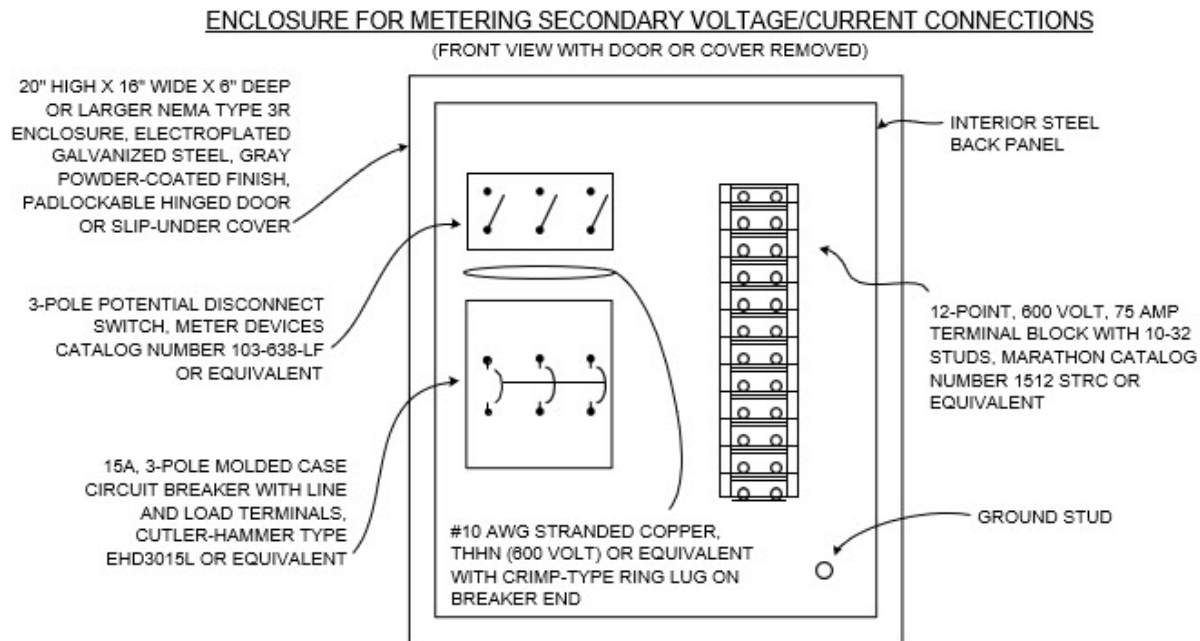 ENCLOSURE FOR METERING SECONDARY VOLTAGE/CURRENT CONNECTIONS
(FRONT VIEW WITH DOOR OR COVER REMOVED)
20" HIGH X 16" WIDE X 6" DEEP
OR LARGER NEMA TYPE 3R
ENCLOSURE, ELECTROPLATED
GALVANIZED STEEL, GRAY
POWDER-COATED FINISH,
PADLOCKABLE HINGED DOOR
OR SLIP-UNDER COVER
INTERIOR STEEL
BACK PANEL
3-POLE POTENTIAL DISCONNECT
SWITCH, METER DEVICES
CATALOG NUMBER 103-638-LF
OR EQUIVALENT
12-POINT, 600 VOLT, 75 AMP
TERMINAL BLOCK WITH 10-32
STUDS, MARATHON CATALOG
NUMBER 1512 STRC OR
EQUIVALENT
15A, 3-POLE MOLDED CASE
CIRCUIT BREAKER WITH LINE
AND LOAD TERMINALS,
CUTLER-HAMMER TYPE
EHD3015L OR EQUIVALENT
#10 AWG STRANDED COPPER,
THHN (600 VOLT) OR EQUIVALENT
WITH CRIMP-TYPE RING LUG ON
BREAKER END
GROUND STUD